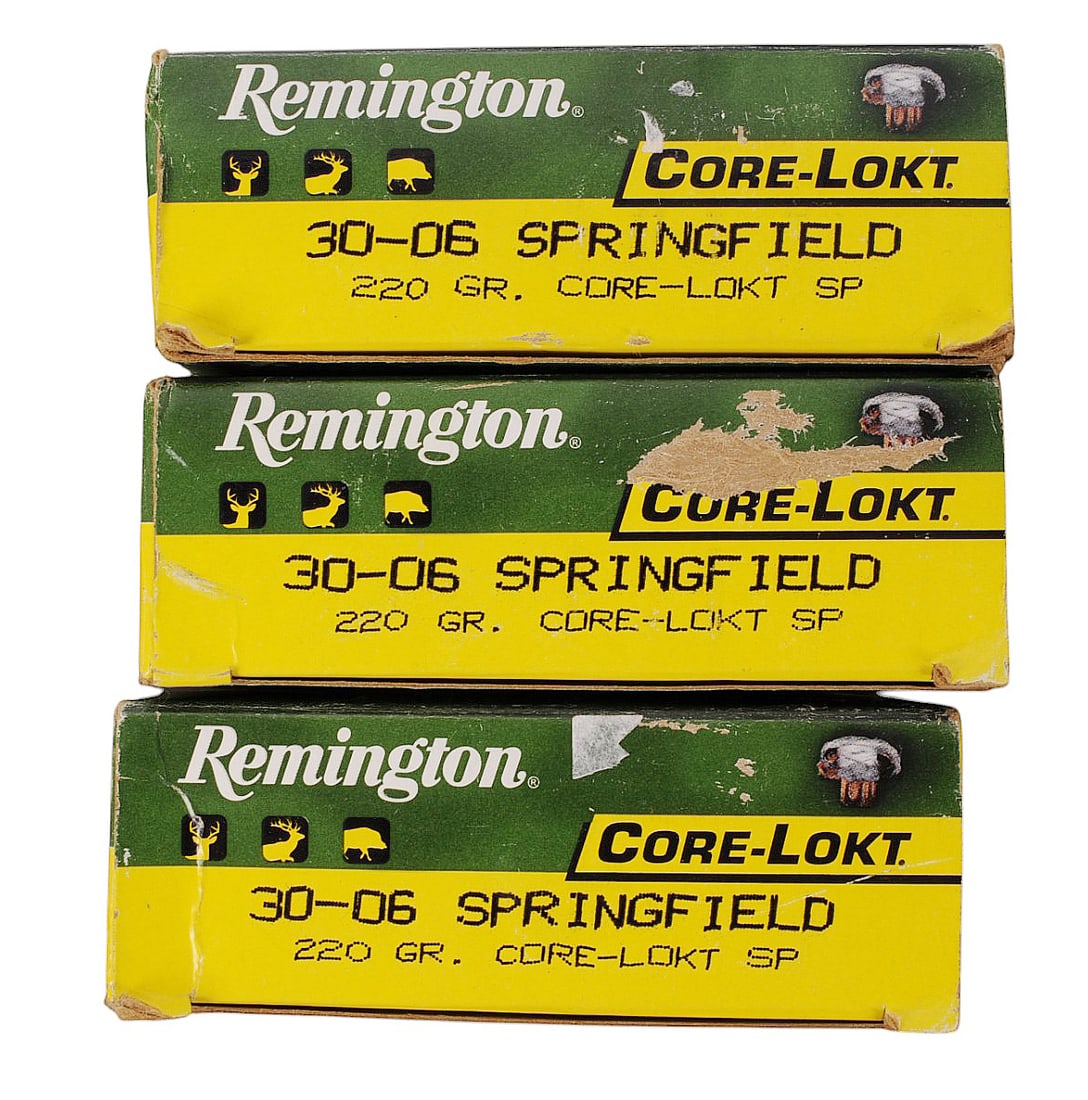 Remington®
CORE-LOKT.
30-06 SPRINGFIELD
220 GR. CORE-LOKT SP
Remington®
CORE-LOKT.
30-06 SPRINGFIELD
220 GR. CORE-LOKT SP
Remington®
CORE-LOKT.
30-06 SPRINGFIELD
220 GR. CORE-LOKT SP